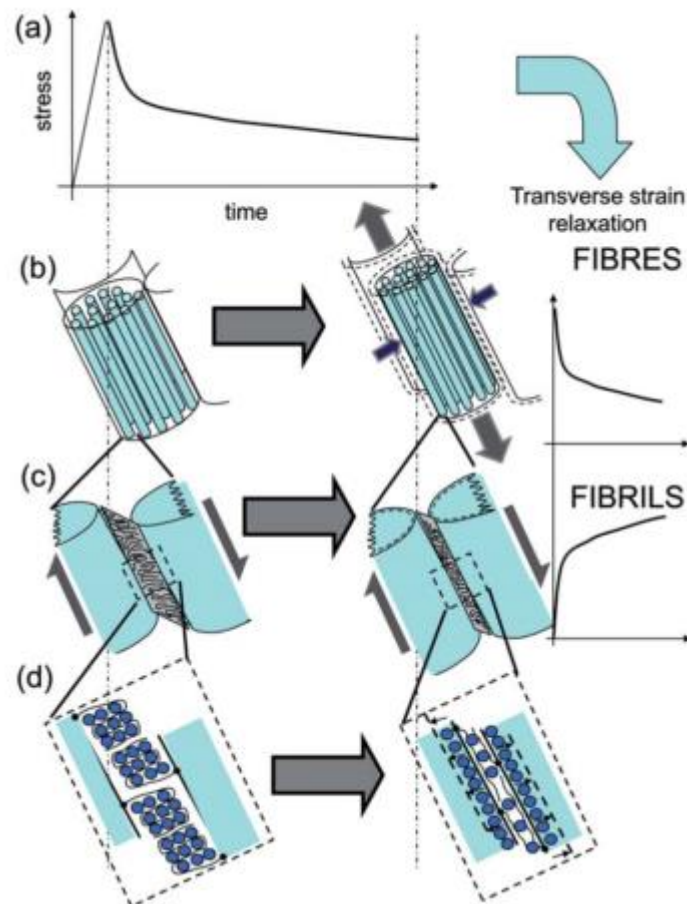 (a)
stress
time
Transverse strain
relaxation
FIBRES
(b)
(c)
FIBRILS
(d)